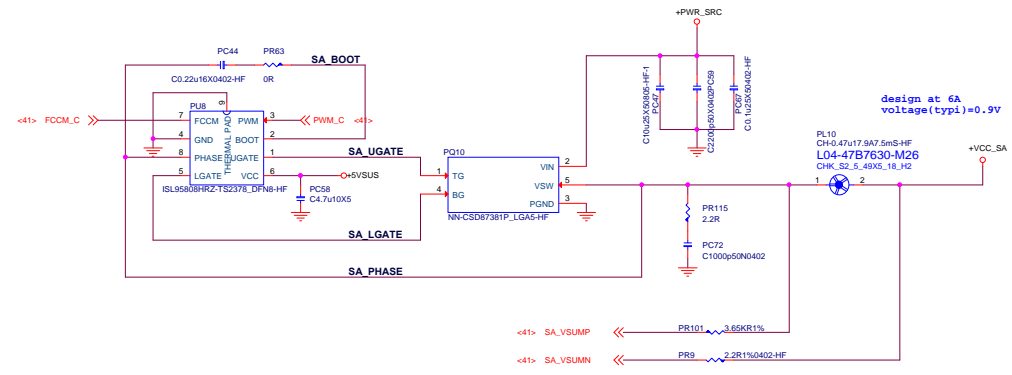 +PWR_SRC
PC44
PR63
SA_BOOT
C0.22u16X0402-HF
0R
PU8
9
<41> FCCM_C
7
FCCM
PWM
3
PWM_C <41>
4
GND
BOOT
2
8
PHASE
UGATE
1
5
LGATE
VCC
6
THERMAL PAD
ISL95808HRZ-TS2378_DFN8-HF
+5VSUS
PC58
C4.7u10X5
SA_UGATE
SA_LGATE
SA_PHASE
PQ10
1
TG
4
BG
VIN
2
VSW
5
PGND
3
NN-CSD87381P_LGA5-HF
C10u25X50805-HF-1
PC47
C2200p50X0402PC59
PC67
C0.1u25X50402-HF
design at 6A
voltage(typi)=0.9V
PL10
CH-0.47u17.9A7.5mS-HF
L04-47B7630-M26
CHK_S2_5_49X5_18_H2
+VCC_SA
1
2
PR115
2.2R
PC72
C1000p50N0402
<41> SA_VSUMP
PR101
3.65KR1%
<41> SA_VSUMN
PR9
2.2R1%0402-HF